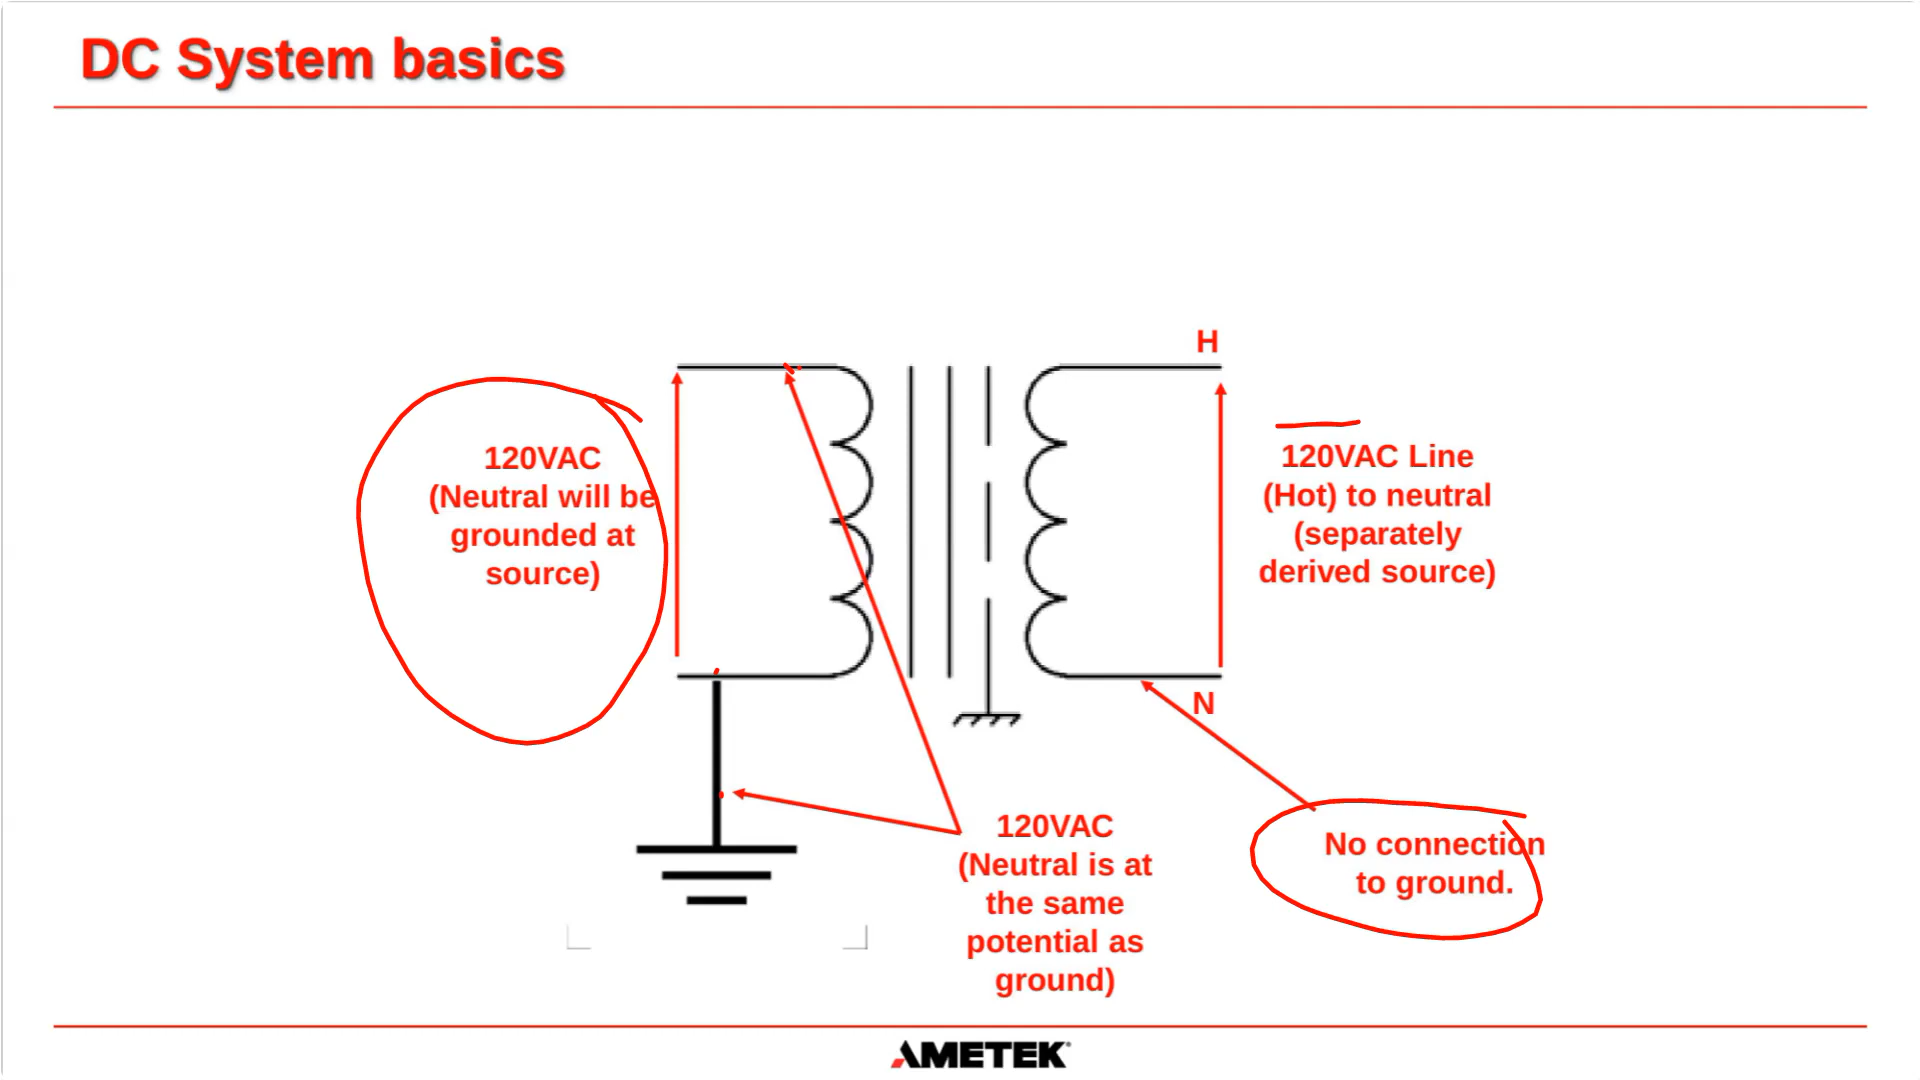 DC System basics
H
120VAC
(Neutral will be
grounded at
source)
120VAC Line
(Hot) to neutral
(separately
derived source)
N
120VAC
(Neutral is at
the same
potential as
ground)
No connection
to ground.
AMETEK